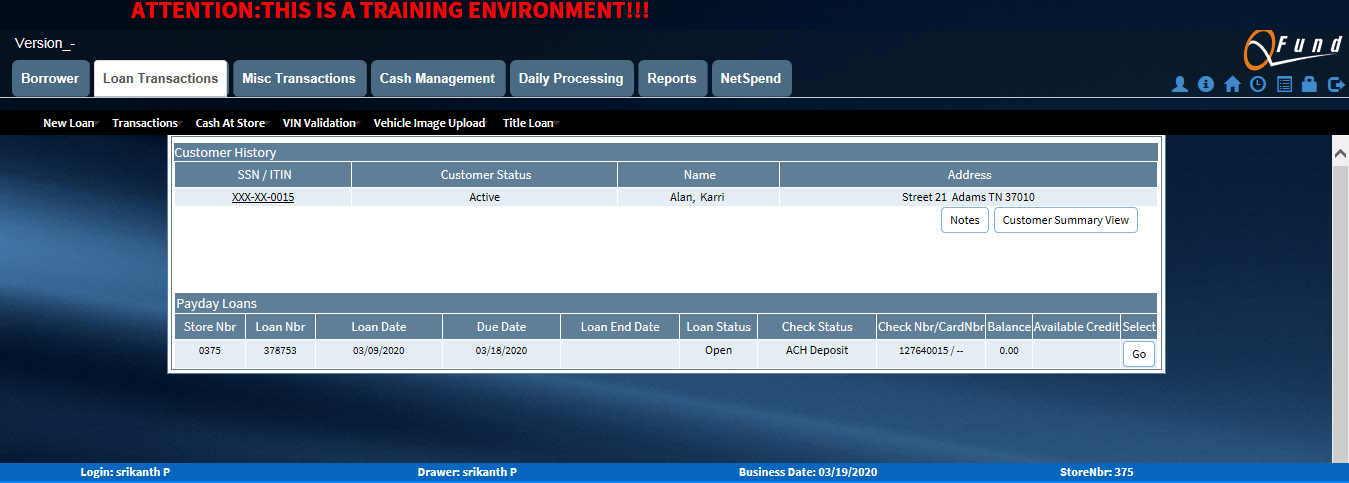 ATTENTION:THIS IS A TRAINING ENVIRONMENT!!!
Version_-
QFund
Borrower Loan Transactions Misc Transactions Cash Management Daily Processing Reports NetSpend
New Loan Transactions Cash At Store VIN Validation Vehicle Image Upload Title Loan
Customer History
SSN / ITIN Customer Status Name Address
XXX-XX-0015 Active Alan, Karri Street 21 Adams TN 37010
Notes Customer Summary View
Payday Loans
Store Nbr Loan Nbr Loan Date Due Date Loan End Date Loan Status Check Status Check Nbr/CardNbr Balance Available Credit Select
0375 378753 03/09/2020 03/18/2020 Open ACH Deposit 127640015 / -- 0.00 Go
Login: srikanth P Drawer: srikanth P Business Date: 03/19/2020 StoreNbr: 375